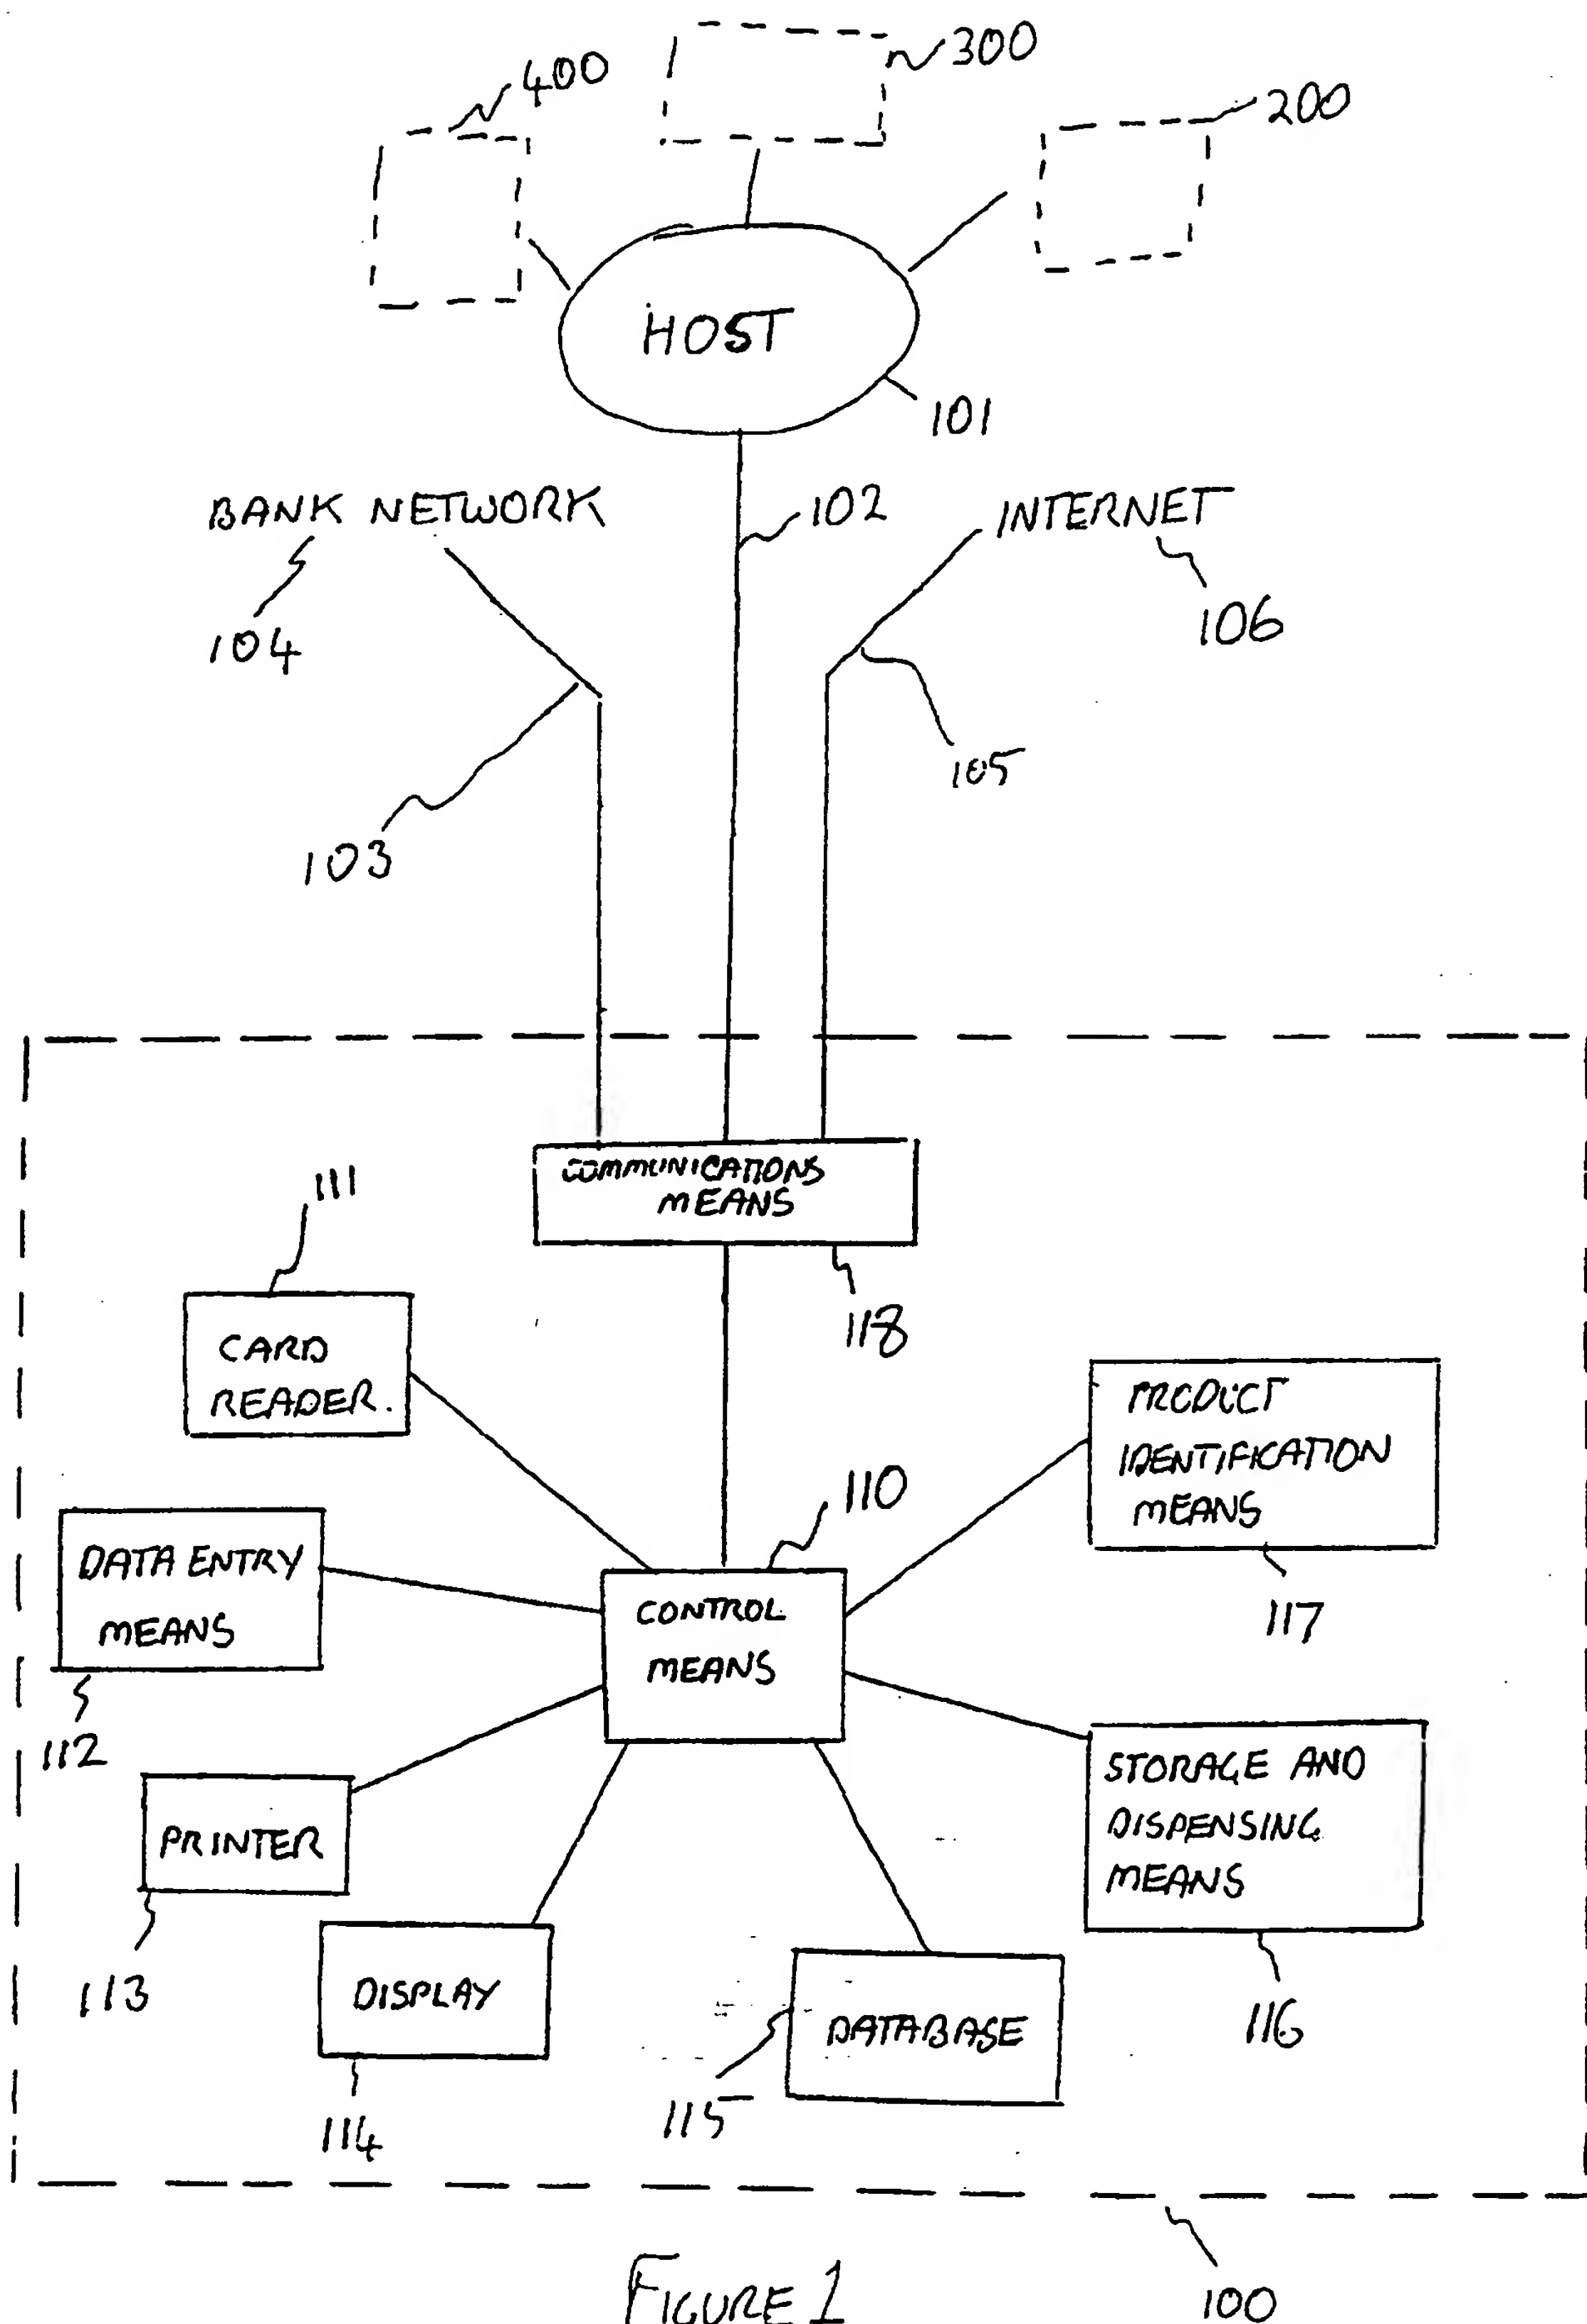 300
400
200
HOST
101
BANK NETWORK
102
INTERNET
104
106
103
105
COMMUNICATIONS
MEANS
111
118
CARD
READER.
PRODUCT
IDENTIFICATION
MEANS
110
117
DATA ENTRY
MEANS
112
CONTROL
MEANS
STORAGE AND
DISPENSING
MEANS
116
PRINTER
113
DISPLAY
114
DATABASE
115
100
FIGURE 1